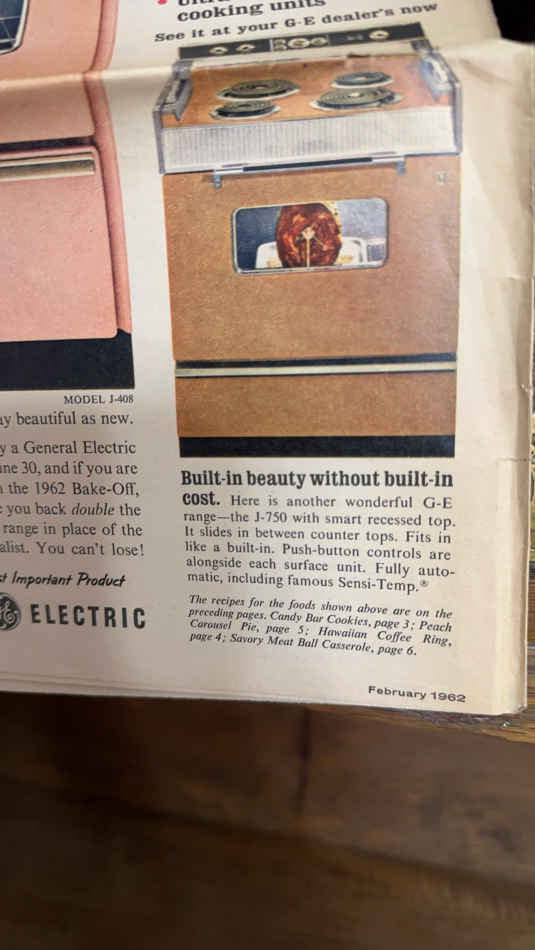 cooking units
See it at your G-E dealer's now
MODEL J-408
beautiful as new.
a General Electric
30, and if you are
the 1962 Bake-Off,
you back double the
range in place of the
You can't lose!
Important Product
GE ELECTRIC
Built-in beauty without built-in
cost. Here is another wonderful G-E
range—the J-750 with smart recessed top.
It slides in between counter tops. Fits in
like a built-in. Push-button controls are
alongside each surface unit. Fully auto-
matic, including famous Sensi-Temp.®
The recipes for the foods shown above are on the
preceding pages. Candy Bar Cookies, page 3; Peach
Carousel Pie, page 5; Hawaiian Coffee Ring,
page 4; Savory Meat Ball Casserole, page 6.
February 1962